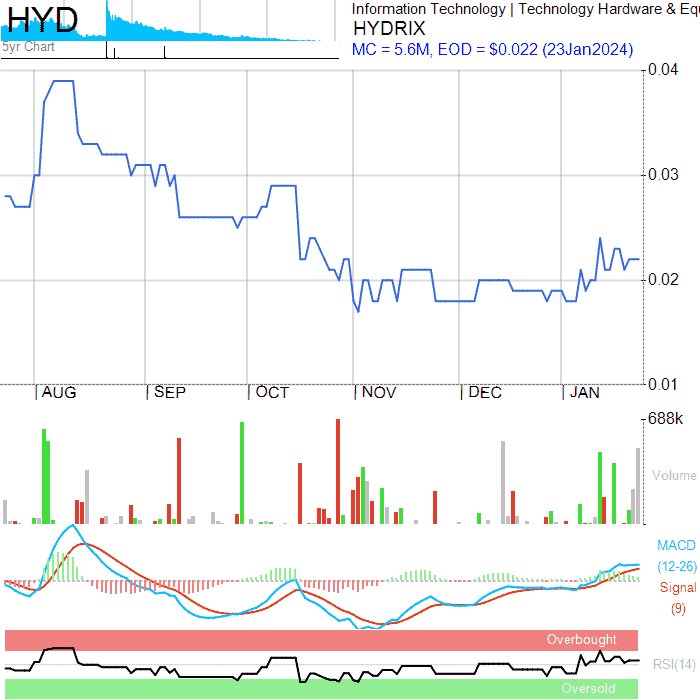 HYD
5yr Chart
Information Technology | Technology Hardware & Equ
HYDRIX
MC = 5.6M, EOD = $0.022 (23Jan2024)
0.04
0.03
0.02
0.01
AUG SEP OCT NOV DEC JAN
688k
Volume
MACD
(12-26)
Signal
(9)
Overbought
RSI(14)
Oversold